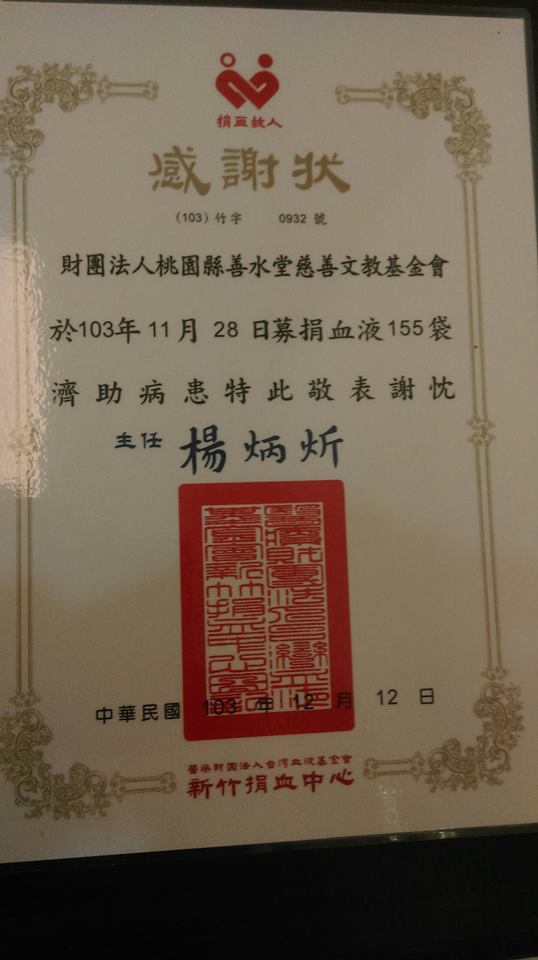 捐血救人
感謝狀
(103) 竹字 0932 號
財團法人桃園縣善水堂慈善文教基金會
於103年 11月 28 日募捐血液155袋
濟助病患特此敬表謝忱
主任 楊炳炘
中華民國 103 年 12 月 12 日
醫療財團法人台灣血液基金會
新竹捐血中心